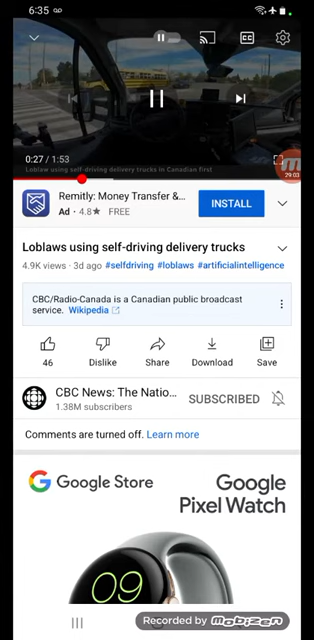 6:35
CC
0:27 / 1:53
Loblaw using self-driving delivery trucks in Canadian first
29:03
Remitly: Money Transfer &...
Ad · 4.8★ FREE
INSTALL
Loblaws using self-driving delivery trucks
4.9K views · 3d ago #selfdriving #loblaws #artificialintelligence
CBC/Radio-Canada is a Canadian public broadcast
service. Wikipedia
46
Dislike
Share
Download
Save
CBC News: The Natio...
1.38M subscribers
SUBSCRIBED
Comments are turned off. Learn more
Google Store
Google
Pixel Watch
09
Recorded by mobizen